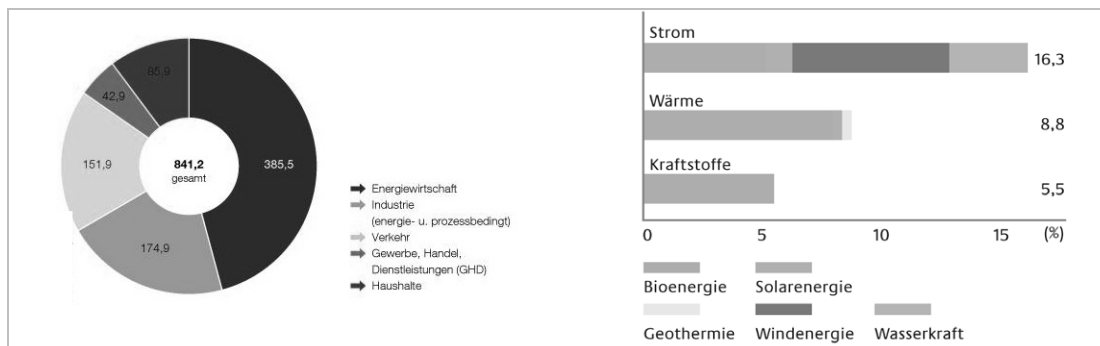 85,9
42,9
151,9
841,2
gesamt
385,5
174,9
Energiewirtschaft
Industrie
(energie- u. prozessbedingt)
Verkehr
Gewerbe, Handel,
Dienstleistungen (GHD)
Haushalte
Strom
16,3
Wärme
8,8
Kraftstoffe
5,5
0 5 10 15 (%)
Bioenergie Solarenergie
Geothermie Windenergie Wasserkraft